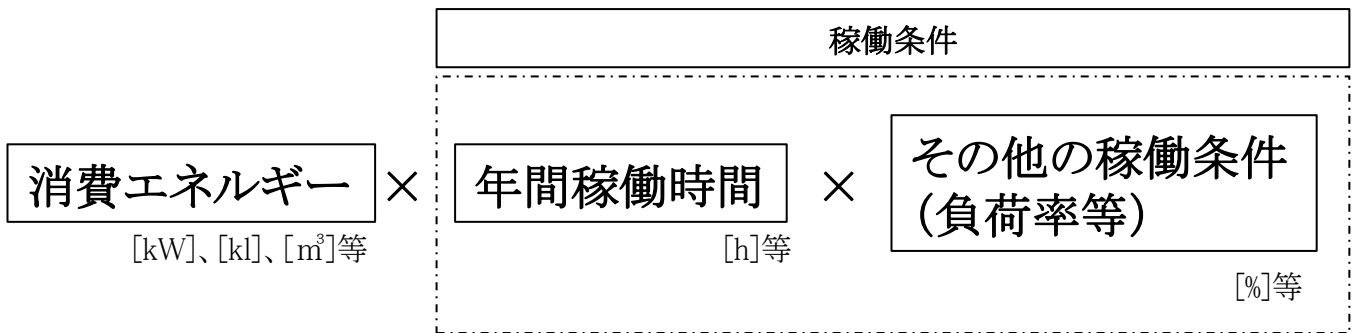 稼働条件
消費エネルギー × 年間稼働時間 × その他の稼働条件
(負荷率等)
[kW]、[kl]、[㎥]等 [h]等
[%]等